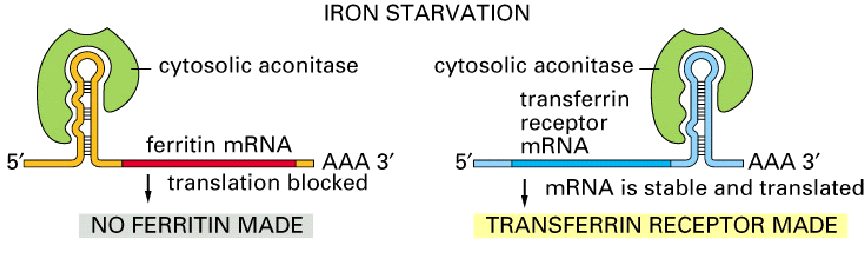 IRON STARVATION
cytosolic aconitase
ferritin mRNA
5′ AAA 3′
translation blocked
NO FERRITIN MADE
cytosolic aconitase
transferrin
receptor
mRNA
5′ AAA 3′
mRNA is stable and translated
TRANSFERRIN RECEPTOR MADE